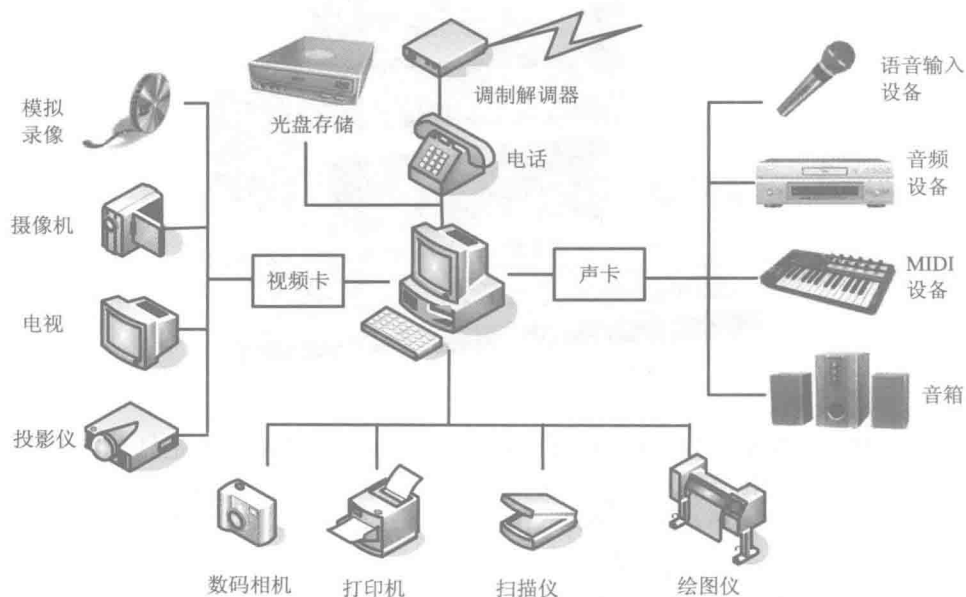 语音输入
设备
调制解调器
模拟
录像
光盘存储
电话
音频
设备
摄像机
视频卡
声卡
MIDI
设备
电视
音箱
投影仪
数码相机
打印机
扫描仪
绘图仪